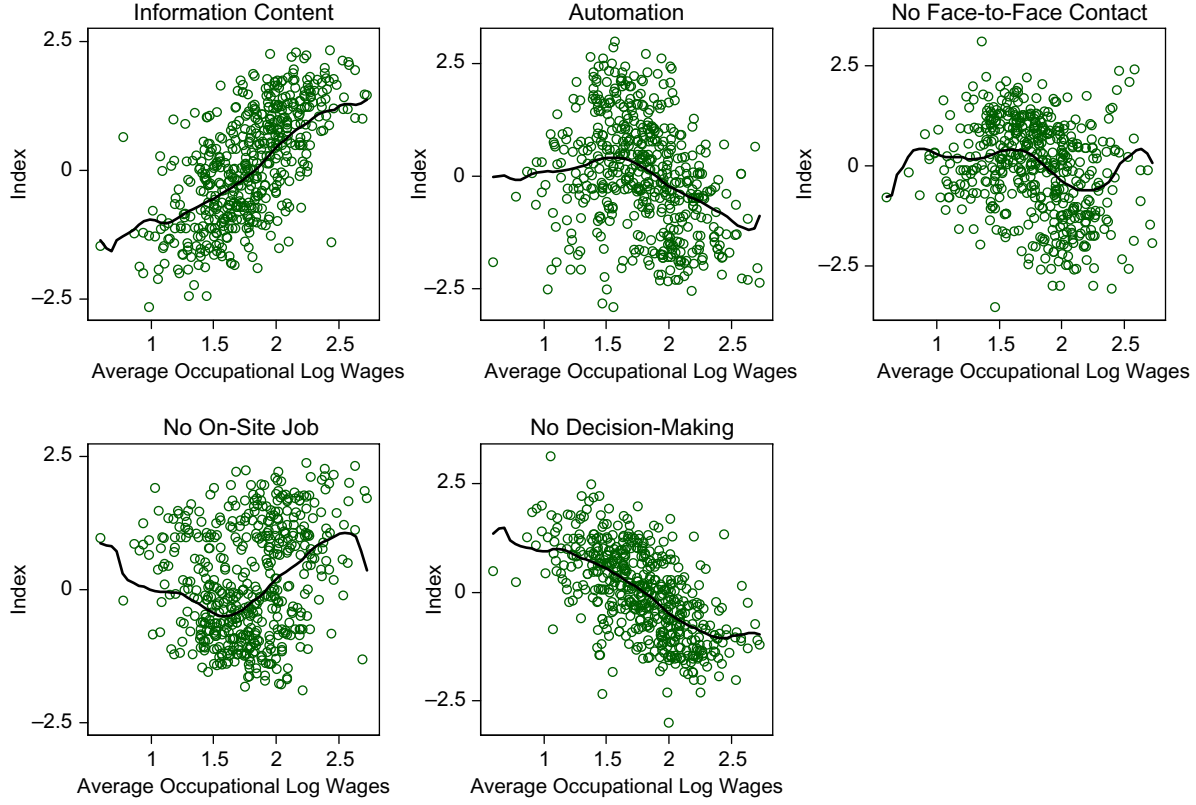 Information Content
Automation
No Face-to-Face Contact
2.5
0
–2.5
Index
1
1.5
2
2.5
Average Occupational Log Wages
2.5
0
–2.5
Index
1
1.5
2
2.5
Average Occupational Log Wages
2.5
0
–2.5
Index
1
1.5
2
2.5
Average Occupational Log Wages
No On-Site Job
No Decision-Making
2.5
0
–2.5
Index
1
1.5
2
2.5
Average Occupational Log Wages
2.5
0
–2.5
Index
1
1.5
2
2.5
Average Occupational Log Wages